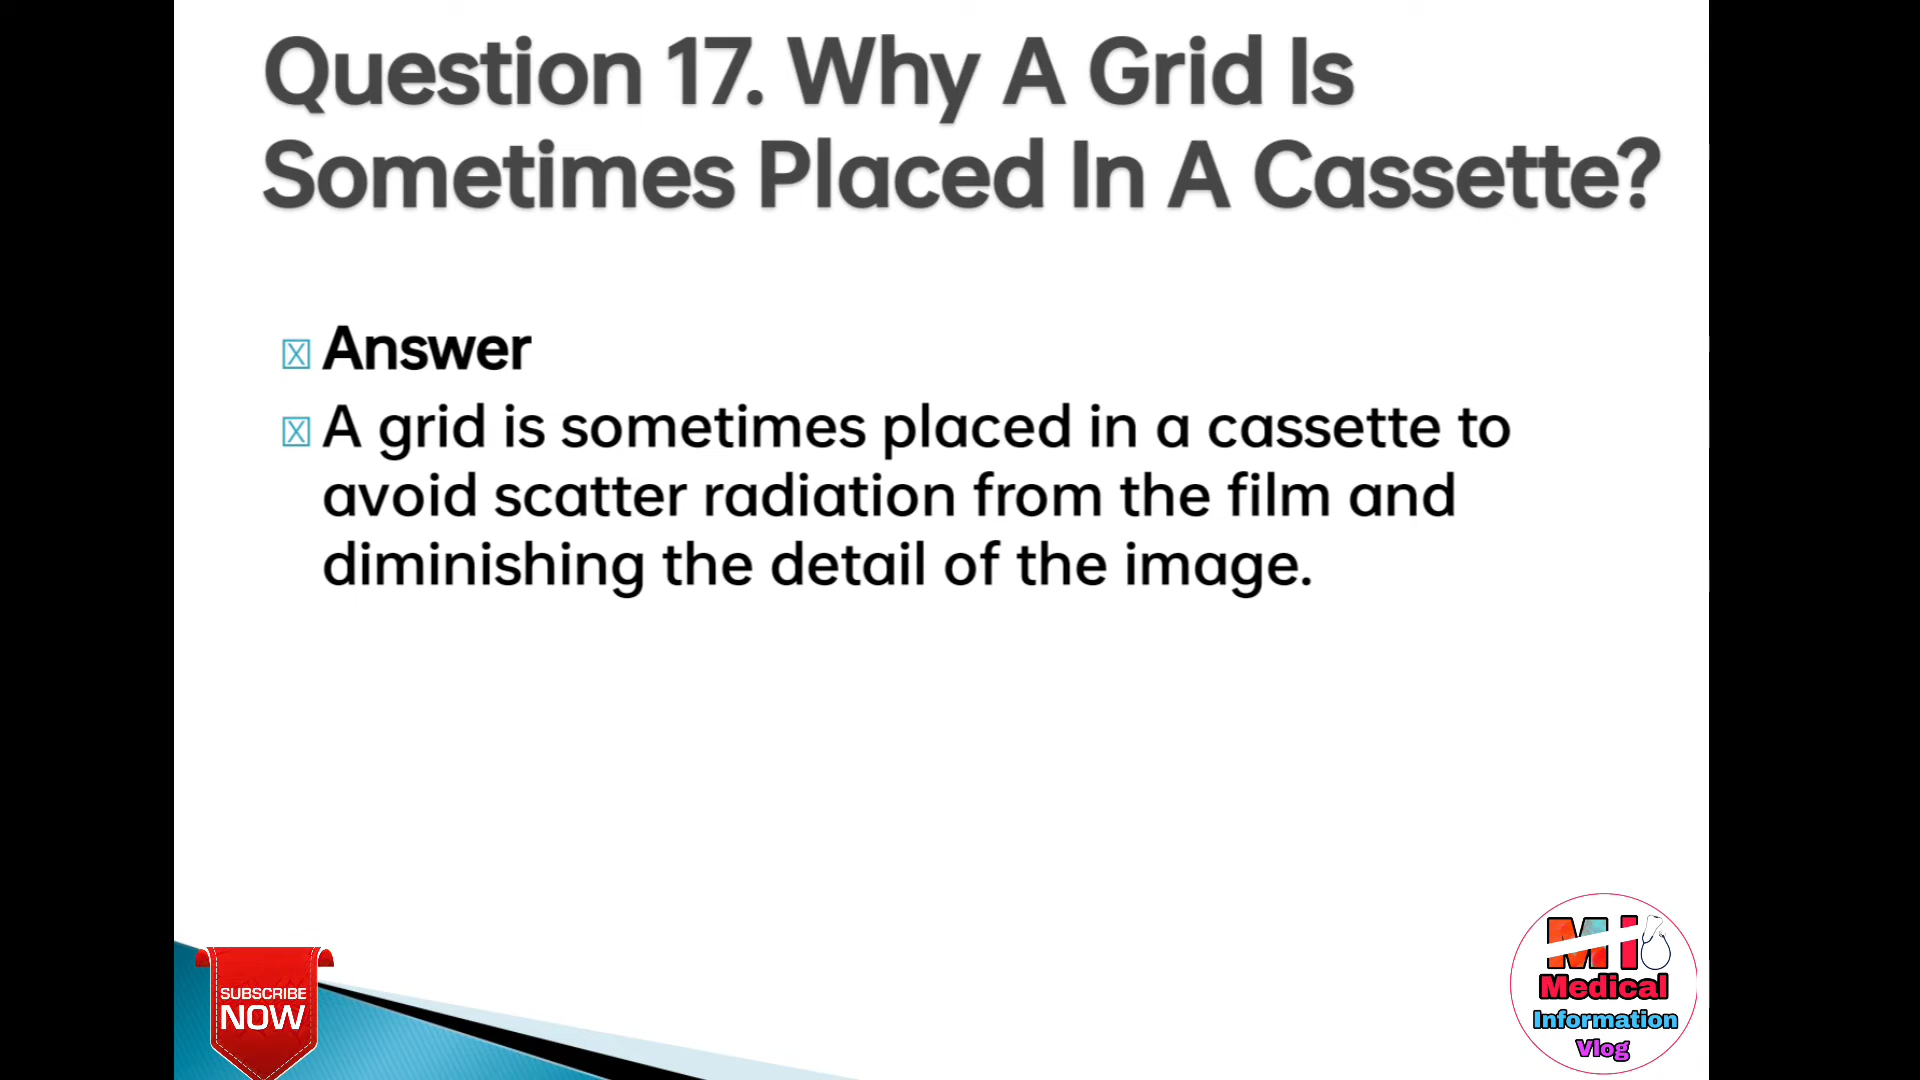 Question 17. Why A Grid Is
Sometimes Placed In A Cassette?
Answer
A grid is sometimes placed in a cassette to
avoid scatter radiation from the film and
diminishing the detail of the image.
SUBSCRIBE
NOW
MI
Medical
Information
Vlog